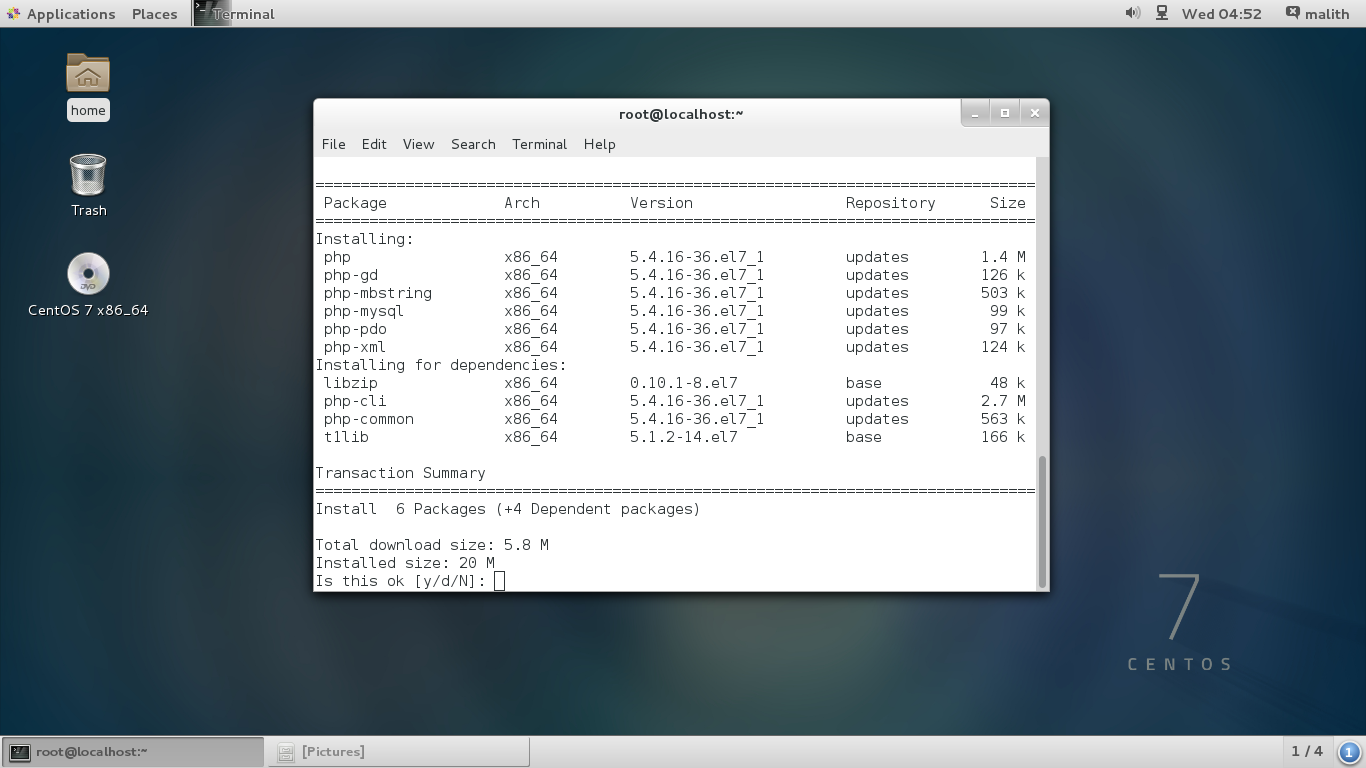 Applications Places Terminal Wed 04:52 malith
home
Trash
DVD
CentOS 7 x86_64
root@localhost:~
File Edit View Search Terminal Help
================================================================================
Package Arch Version Repository Size
================================================================================
Installing:
php x86_64 5.4.16-36.el7_1 updates 1.4 M
php-gd x86_64 5.4.16-36.el7_1 updates 126 k
php-mbstring x86_64 5.4.16-36.el7_1 updates 503 k
php-mysql x86_64 5.4.16-36.el7_1 updates 99 k
php-pdo x86_64 5.4.16-36.el7_1 updates 97 k
php-xml x86_64 5.4.16-36.el7_1 updates 124 k
Installing for dependencies:
libzip x86_64 0.10.1-8.el7 base 48 k
php-cli x86_64 5.4.16-36.el7_1 updates 2.7 M
php-common x86_64 5.4.16-36.el7_1 updates 563 k
t1lib x86_64 5.1.2-14.el7 base 166 k
Transaction Summary
================================================================================
Install 6 Packages (+4 Dependent packages)
Total download size: 5.8 M
Installed size: 20 M
Is this ok [y/d/N]:
7
CENTOS
root@localhost:~ [Pictures] 1 / 4 1